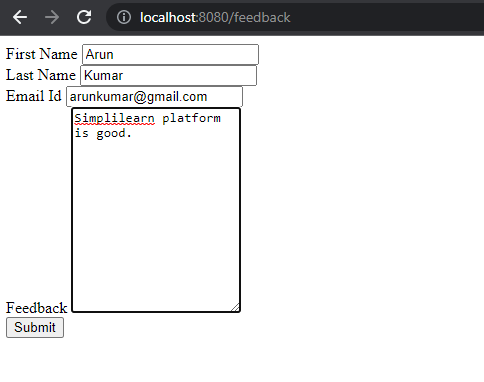 localhost:8080/feedback
First Name Arun
Last Name Kumar
Email Id arunkumar@gmail.com
Simplilearn platform
is good.
Feedback
Submit